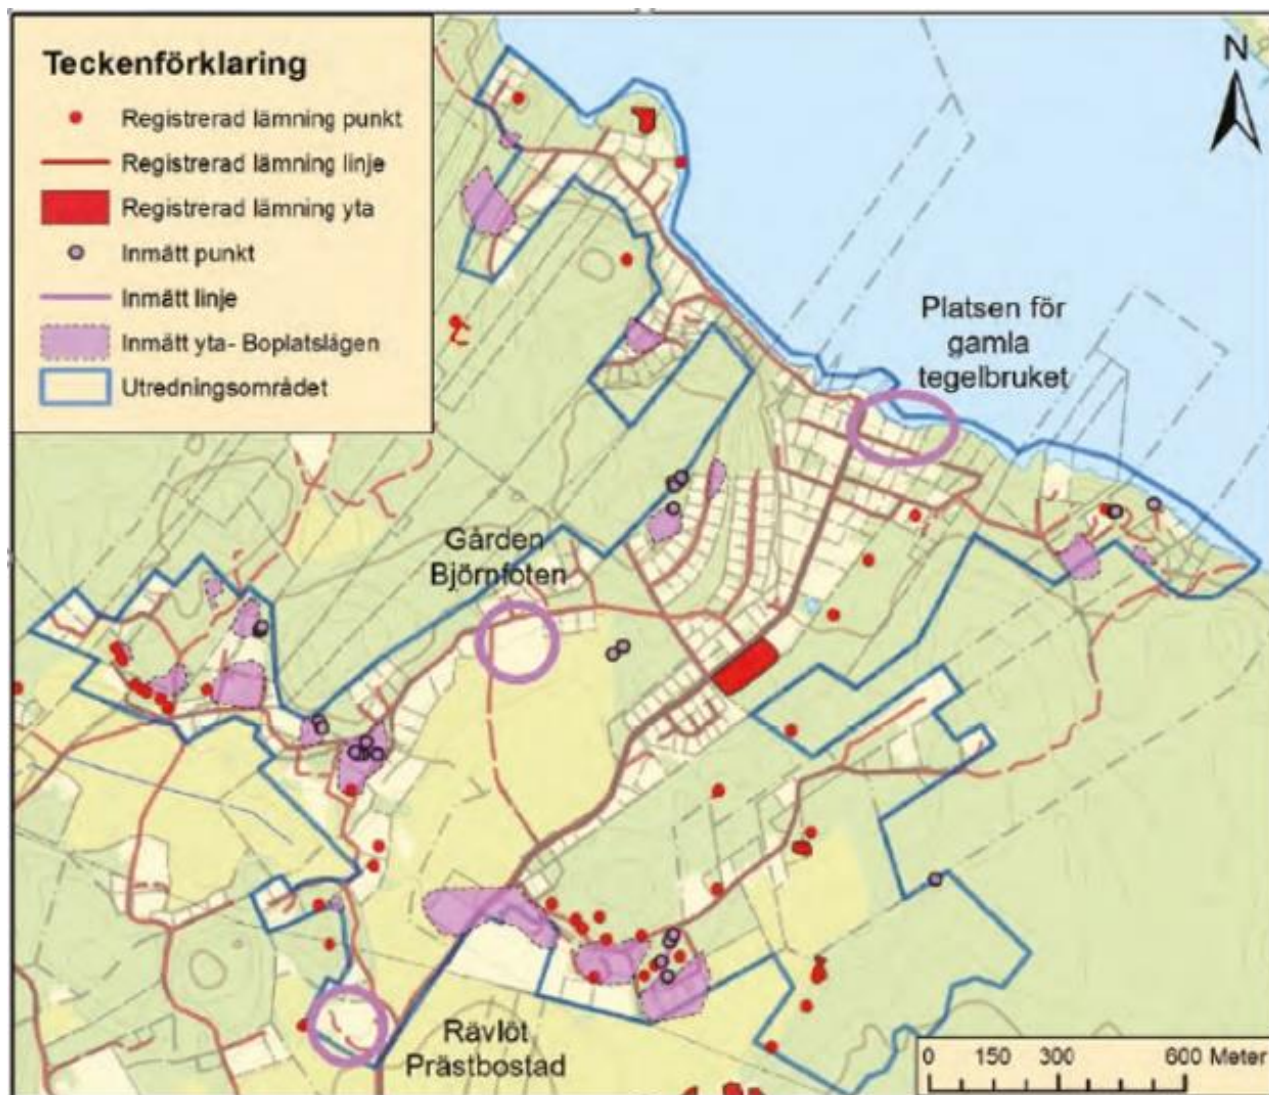 Teckenförklaring
Registrerad lämning punkt
Registrerad lämning linje
Registrerad lämning yta
Inmätt punkt
Inmätt linje
Inmätt yta- Boplatslägen
Utredningsområdet
N
Platsen för
gamla
tegelbruket
Gården
Björnfoten
Rävlöt
Prästbostad
0 150 300 600 Meter